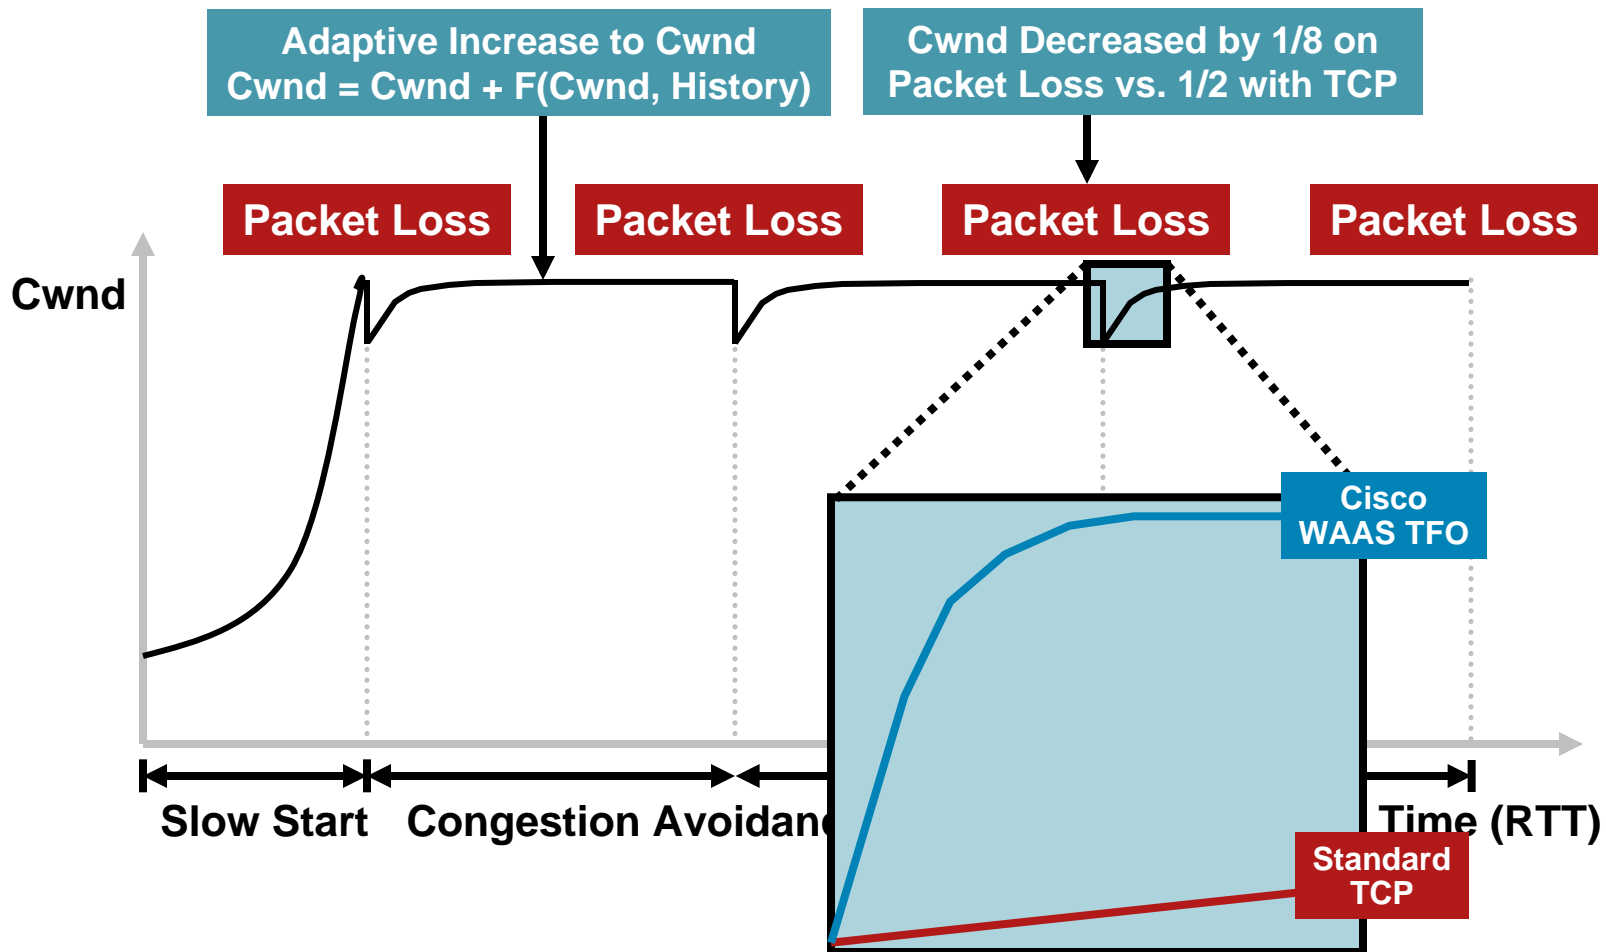 Adaptive Increase to Cwnd
Cwnd = Cwnd + F(Cwnd, History)
Cwnd Decreased by 1/8 on
Packet Loss vs. 1/2 with TCP
Packet Loss
Packet Loss
Packet Loss
Packet Loss
Cwnd
Cisco
WAAS TFO
Slow Start
Congestion Avoidan
Time (RTT)
Standard
TCP